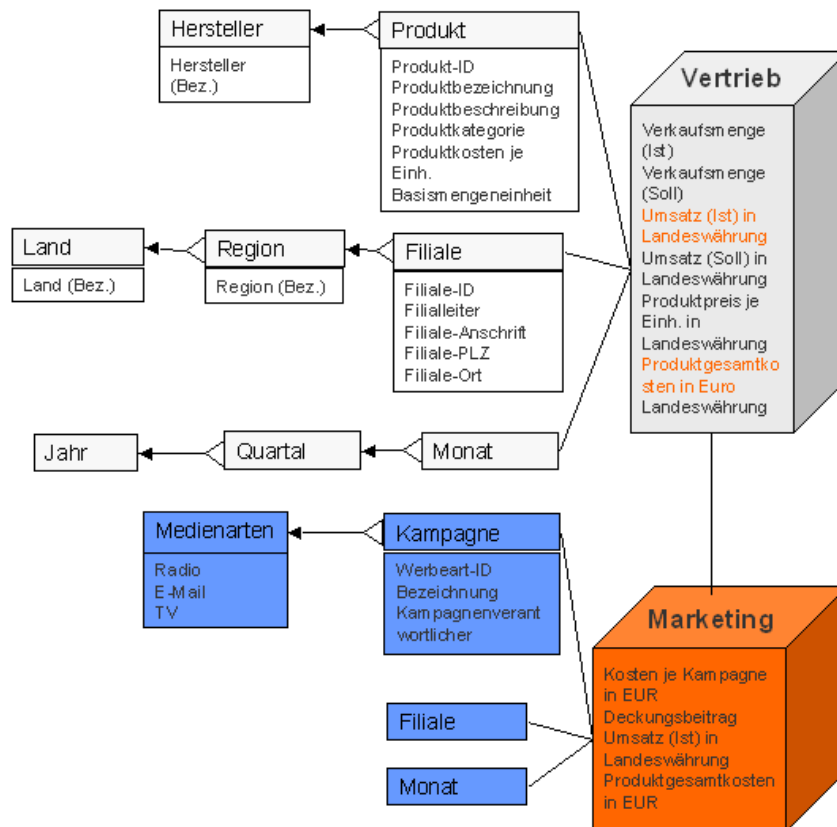 Hersteller
Hersteller
(Bez.)
Produkt
Produkt-ID
Produktbezeichnung
Produktbeschreibung
Produktkategorie
Produktkosten je
Einh.
Basismengeneinheit
Vertrieb
Verkaufsmenge
(Ist)
Verkaufsmenge
(Soll)
Umsatz (Ist) in
Landeswährung
Umsatz (Soll) in
Landeswährung
Produktpreis je
Einh. in
Landeswährung
Produktgesamtko
sten in Euro
Landeswährung
Land
Land (Bez.)
Region
Region (Bez.)
Filiale
Filiale-ID
Filialleiter
Filiale-Anschrift
Filiale-PLZ
Filiale-Ort
Jahr
Quartal
Monat
Medienarten
Radio
E-Mail
TV
Kampagne
Werbeart-ID
Bezeichnung
Kampagnenverant
wortlicher
Filiale
Monat
Marketing
Kosten je Kampagne
in EUR
Deckungsbeitrag
Umsatz (Ist) in
Landeswährung
Produktgesamtkosten
in EUR